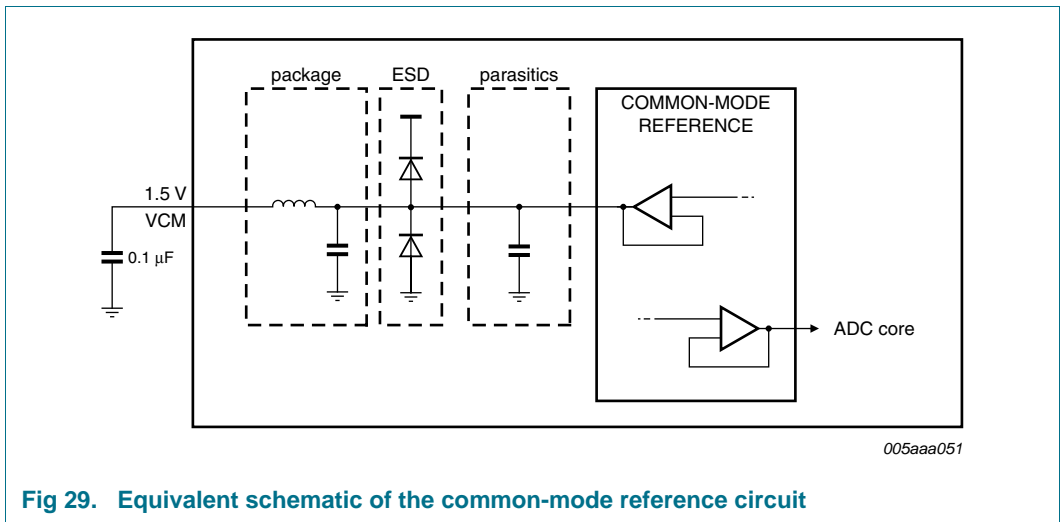 package
ESD
parasitics
COMMON-MODE
REFERENCE
1.5 V
VCM
0.1 μF
ADC core
005aaa051
Fig 29. Equivalent schematic of the common-mode reference circuit